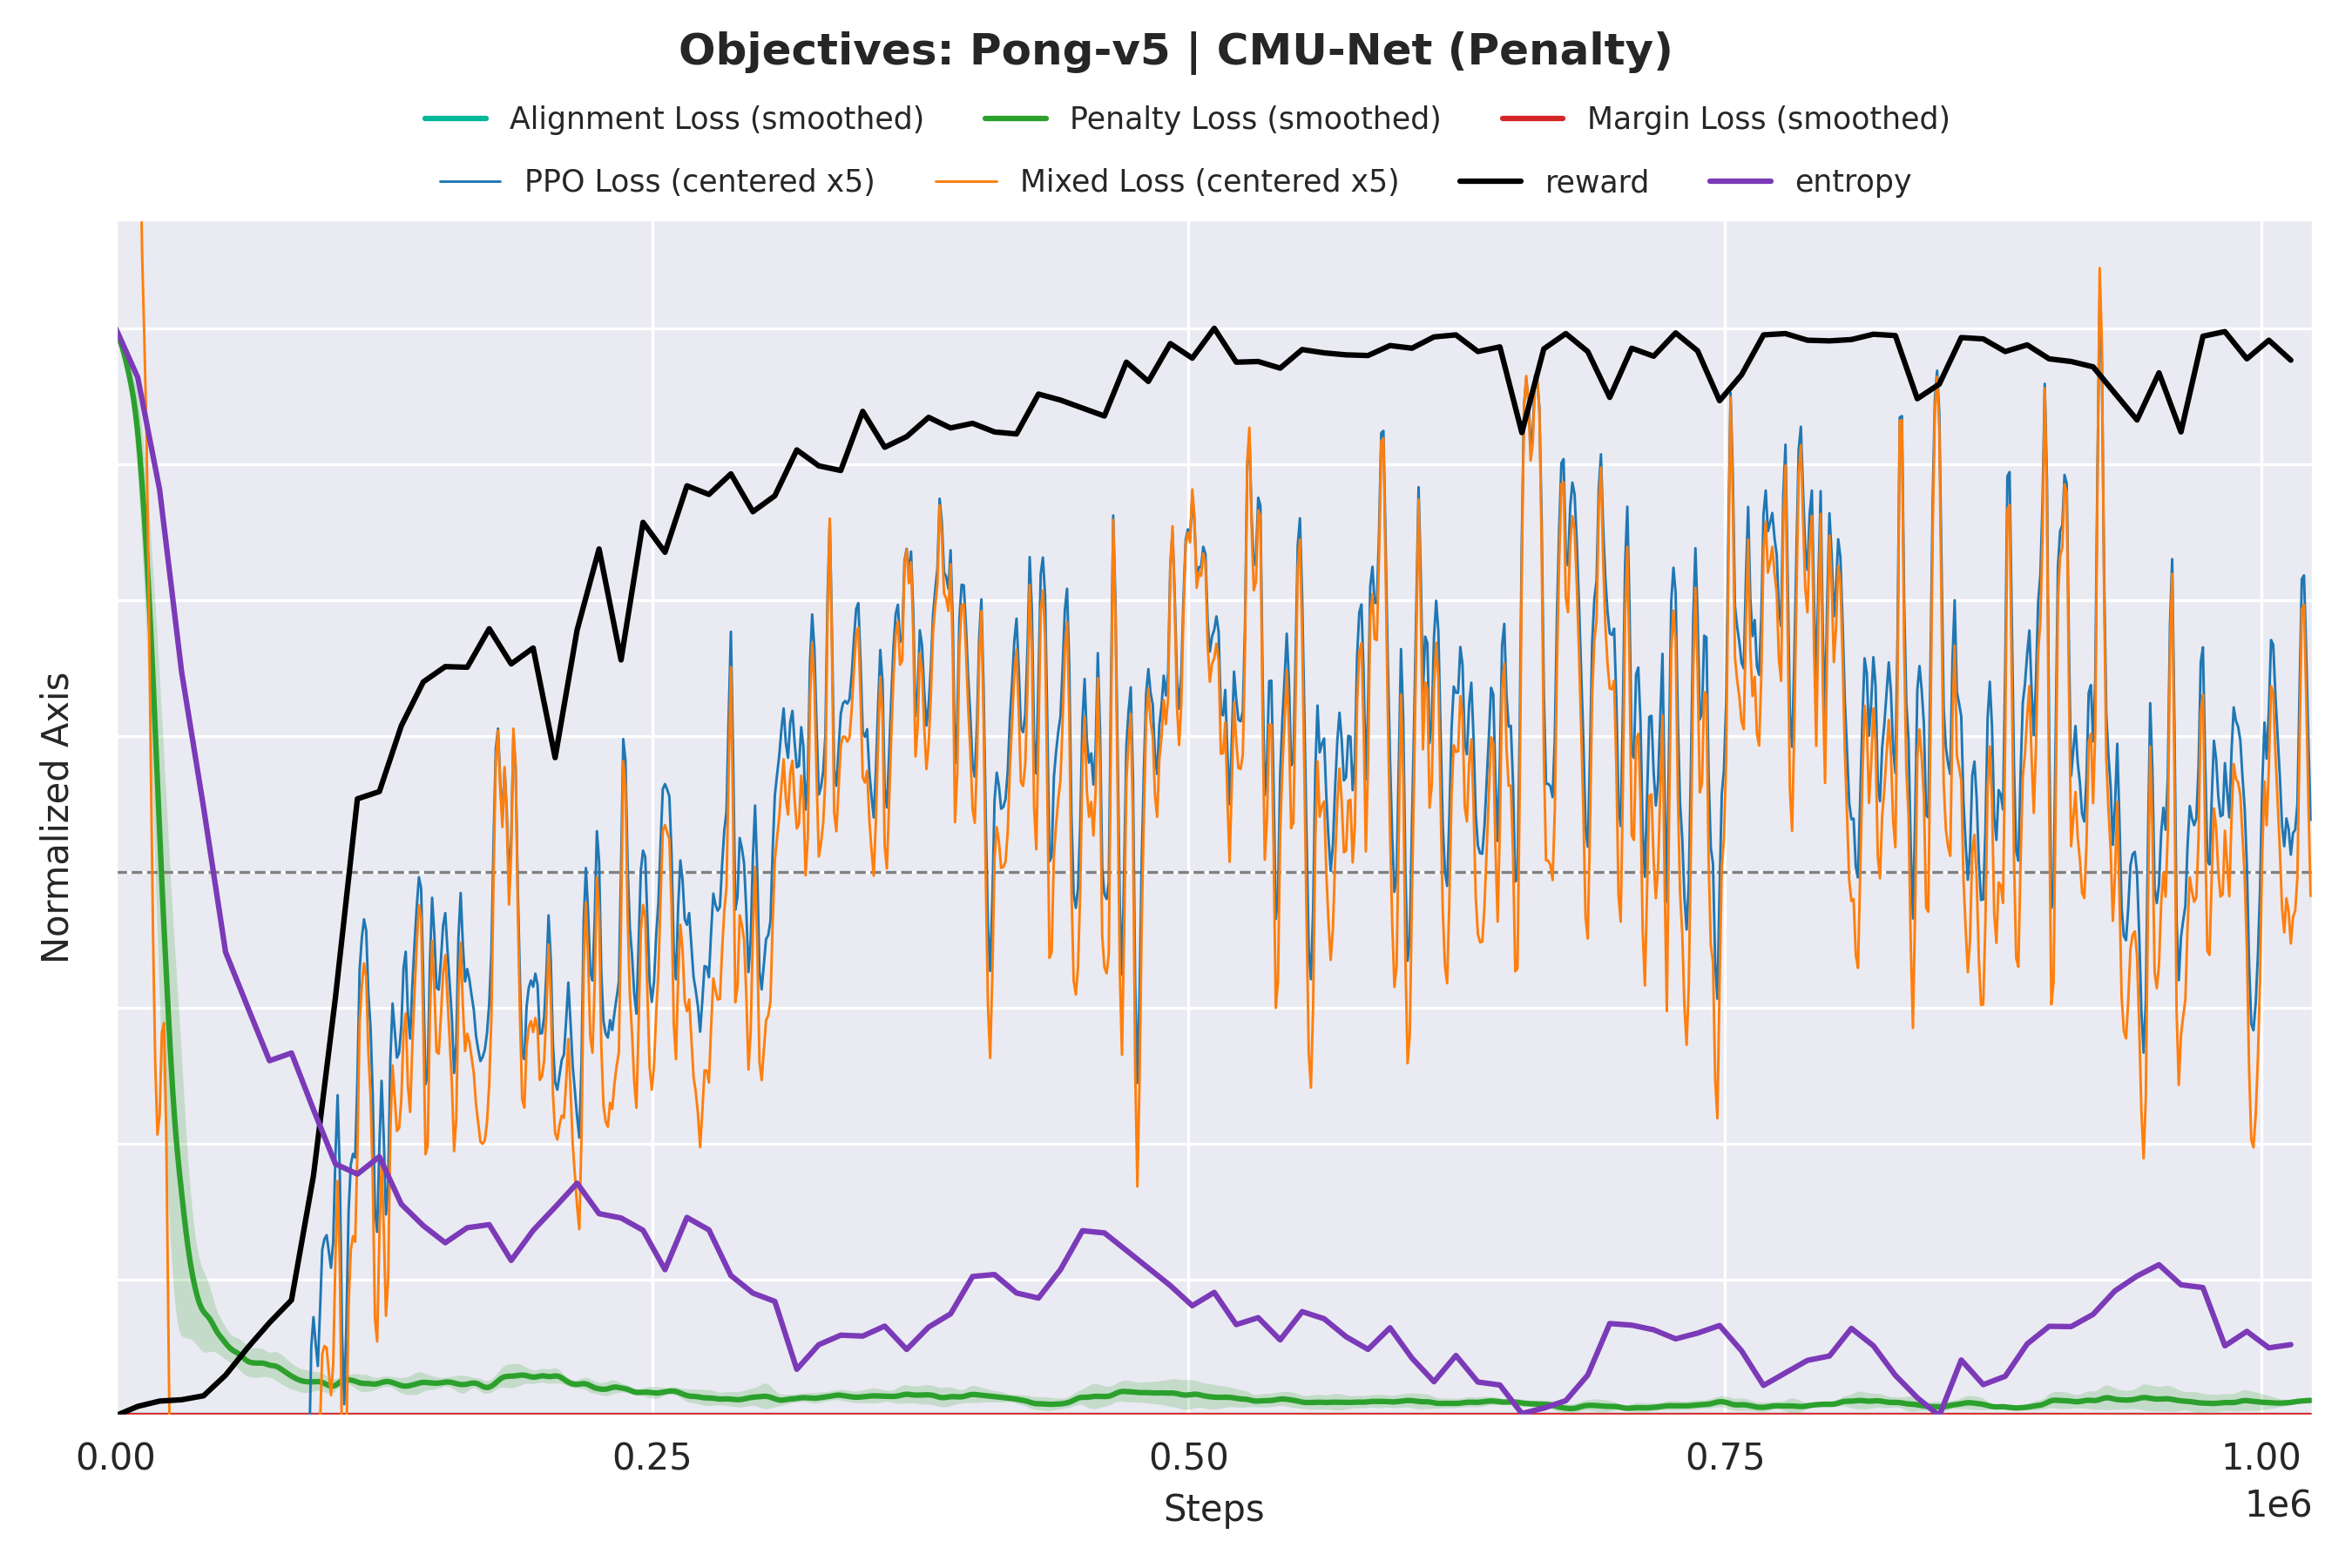 Objectives: Pong-v5 | CMU-Net (Penalty)
Alignment Loss (smoothed) Penalty Loss (smoothed) Margin Loss (smoothed)
PPO Loss (centered x5) Mixed Loss (centered x5) reward entropy
Normalized Axis
0.00 0.25 0.50 0.75 1.00
Steps
1e6